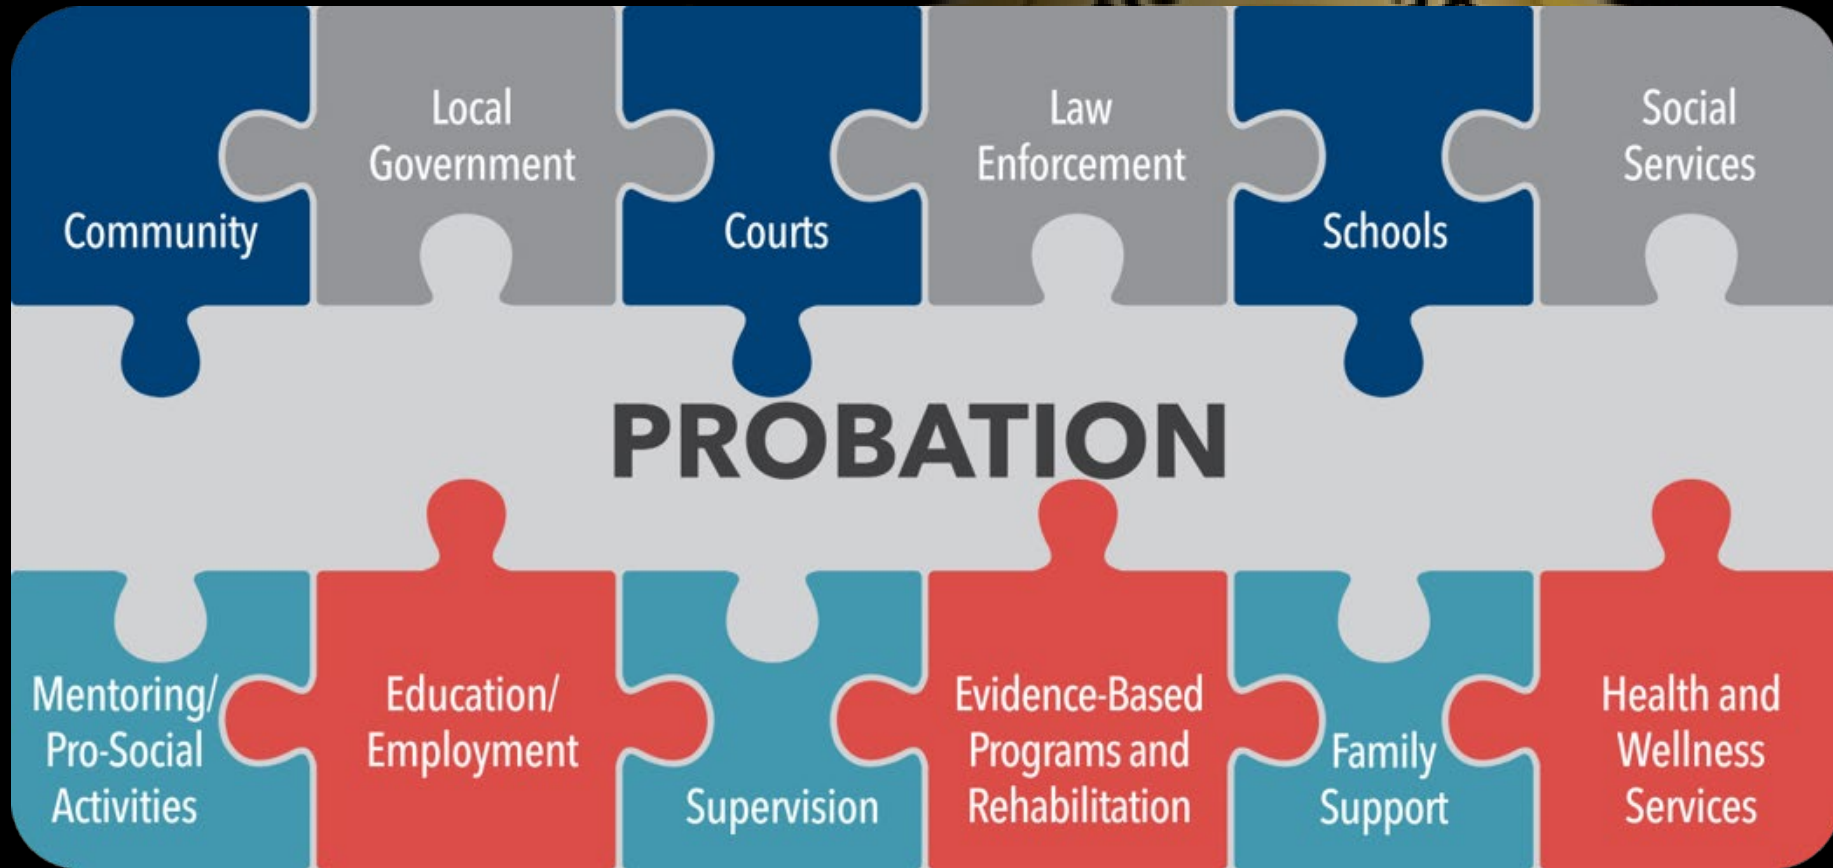 Community
Local
Government
Courts
Law
Enforcement
Schools
Social
Services
PROBATION
Mentoring/
Pro-Social
Activities
Education/
Employment
Supervision
Evidence-Based
Programs and
Rehabilitation
Family
Support
Health and
Wellness
Services